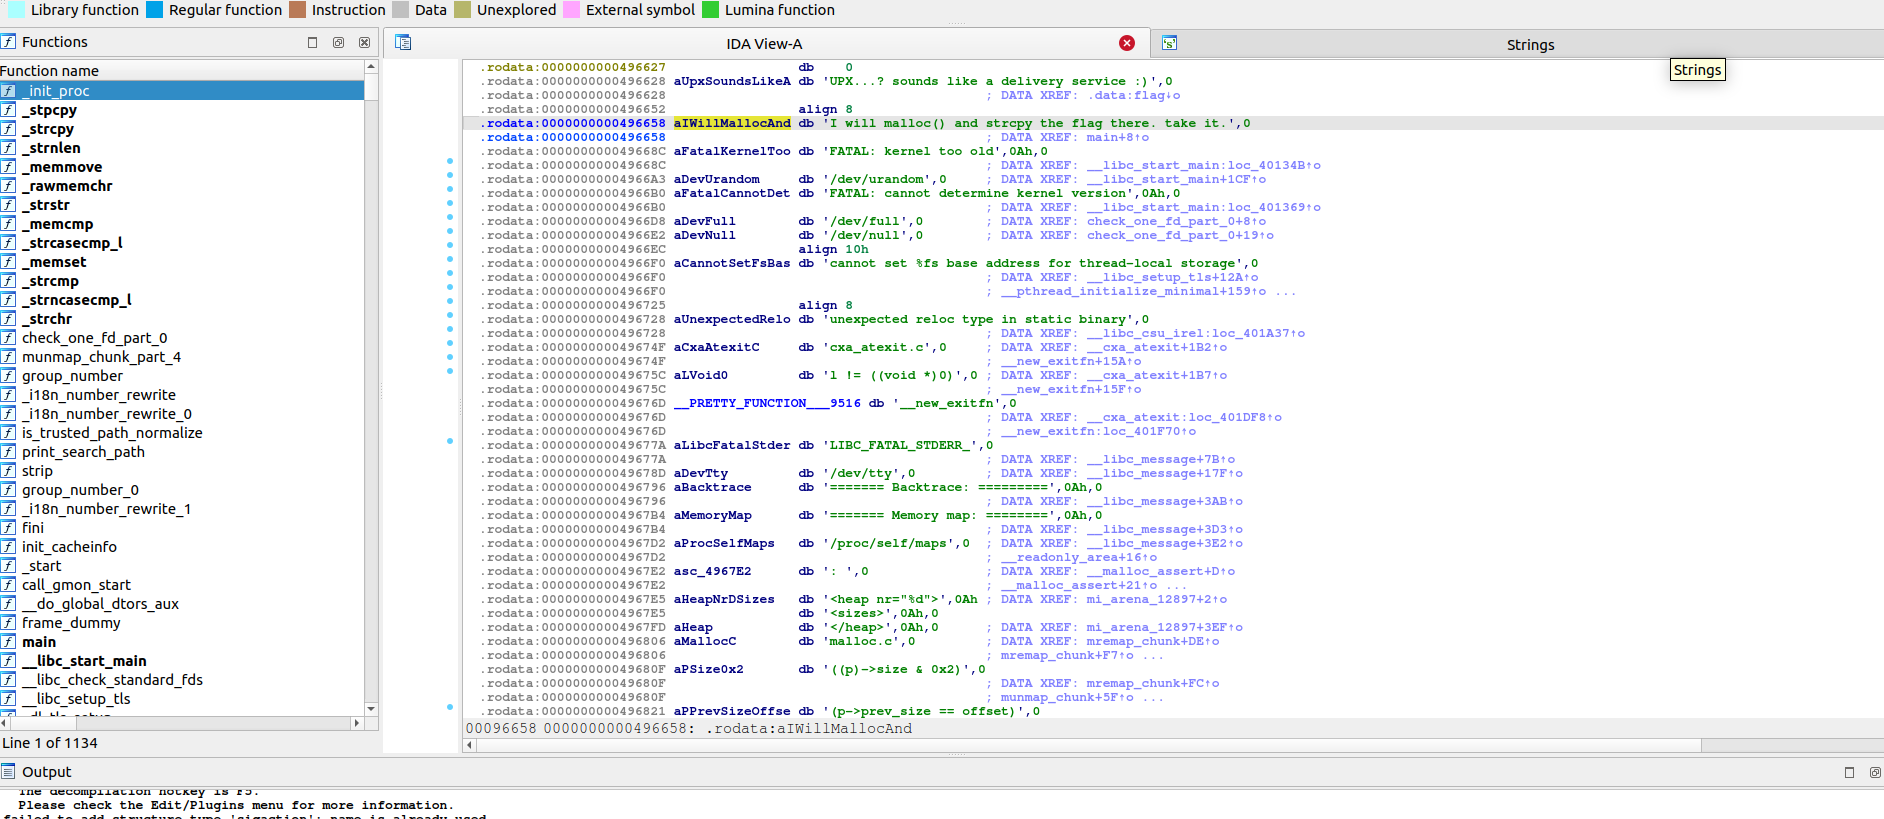 Library function Regular function Instruction Data Unexplored External symbol Lumina function
Functions
Function name
_init_proc
_stpcpy
_strcpy
_strnlen
_memmove
_rawmemchr
_strstr
_memcmp
_strcasecmp_l
_memset
_strcmp
_strncasecmp_l
_strchr
check_one_fd_part_0
munmap_chunk_part_4
group_number
_i18n_number_rewrite
_i18n_number_rewrite_0
is_trusted_path_normalize
print_search_path
strip
group_number_0
_i18n_number_rewrite_1
fini
init_cacheinfo
_start
call_gmon_start
__do_global_dtors_aux
frame_dummy
main
__libc_start_main
__libc_check_standard_fds
__libc_setup_tls
Line 1 of 1134
IDA View-A
Strings
Strings
.rodata:0000000000496627 db 0
.rodata:0000000000496628 aUpxSoundsLikeA db 'UPX...? sounds like a delivery service :)',0
.rodata:0000000000496628 ; DATA XREF: .data:flag↓o
.rodata:0000000000496652 align 8
.rodata:0000000000496658 aIWillMallocAnd db 'I will malloc() and strcpy the flag there. take it.',0
.rodata:0000000000496658 ; DATA XREF: main+8↑o
.rodata:000000000049668C aFatalKernelToo db 'FATAL: kernel too old',0Ah,0
.rodata:000000000049668C ; DATA XREF: __libc_start_main:loc_40134B↑o
.rodata:00000000004966A3 aDevUrandom db '/dev/urandom',0 ; DATA XREF: __libc_start_main+1CF↑o
.rodata:00000000004966B0 aFatalCannotDet db 'FATAL: cannot determine kernel version',0Ah,0
.rodata:00000000004966B0 ; DATA XREF: __libc_start_main:loc_401369↑o
.rodata:00000000004966D8 aDevFull db '/dev/full',0 ; DATA XREF: check_one_fd_part_0+8↑o
.rodata:00000000004966E2 aDevNull db '/dev/null',0 ; DATA XREF: check_one_fd_part_0+19↑o
.rodata:00000000004966EC align 10h
.rodata:00000000004966F0 aCannotSetFsBas db 'cannot set %fs base address for thread-local storage',0
.rodata:00000000004966F0 ; DATA XREF: __libc_setup_tls+12A↑o
.rodata:00000000004966F0 ; __pthread_initialize_minimal+159↑o ...
.rodata:0000000000496725 align 8
.rodata:0000000000496728 aUnexpectedRelo db 'unexpected reloc type in static binary',0
.rodata:0000000000496728 ; DATA XREF: __libc_csu_irel:loc_401A37↑o
.rodata:000000000049674F aCxaAtexitC db 'cxa_atexit.c',0 ; DATA XREF: __cxa_atexit+1B2↑o
.rodata:000000000049674F ; __new_exitfn+15A↑o
.rodata:000000000049675C aLVoid0 db 'l != ((void *)0)',0 ; DATA XREF: __cxa_atexit+1B7↑o
.rodata:000000000049675C ; __new_exitfn+15F↑o
.rodata:000000000049676D __PRETTY_FUNCTION___9516 db '__new_exitfn',0
.rodata:000000000049676D ; DATA XREF: __cxa_atexit:loc_401DF8↑o
.rodata:000000000049676D ; __new_exitfn:loc_401F70↑o
.rodata:000000000049677A aLibcFatalStder db 'LIBC_FATAL_STDERR_',0
.rodata:000000000049677A ; DATA XREF: __libc_message+7B↑o
.rodata:000000000049678D aDevTty db '/dev/tty',0 ; DATA XREF: __libc_message+17F↑o
.rodata:0000000000496796 aBacktrace db '======= Backtrace: =========',0Ah,0
.rodata:0000000000496796 ; DATA XREF: __libc_message+3AB↑o
.rodata:00000000004967B4 aMemoryMap db '======= Memory map: ========',0Ah,0
.rodata:00000000004967B4 ; DATA XREF: __libc_message+3D3↑o
.rodata:00000000004967D2 aProcSelfMaps db '/proc/self/maps',0 ; DATA XREF: __libc_message+3E2↑o
.rodata:00000000004967D2 ; __readonly_area+16↑o
.rodata:00000000004967E2 asc_4967E2 db ': ',0 ; DATA XREF: __malloc_assert+D↑o
.rodata:00000000004967E2 ; __malloc_assert+21↑o ...
.rodata:00000000004967E5 aHeapNrDSizes db '<heap nr="%d">',0Ah ; DATA XREF: mi_arena_12897+2↑o
.rodata:00000000004967E5 db '<sizes>',0Ah,0
.rodata:00000000004967FD aHeap db '</heap>',0Ah,0 ; DATA XREF: mi_arena_12897+3EF↑o
.rodata:0000000000496806 aMallocC db 'malloc.c',0 ; DATA XREF: mremap_chunk+DE↑o
.rodata:0000000000496806 ; mremap_chunk+F7↑o ...
.rodata:000000000049680F aPSize0x2 db '((p)->size & 0x2)',0
.rodata:000000000049680F ; DATA XREF: mremap_chunk+FC↑o
.rodata:000000000049680F ; munmap_chunk+5F↑o ...
.rodata:0000000000496821 aPPrevSizeOffse db '(p->prev_size == offset)',0
00096658 0000000000496658: .rodata:aIWillMallocAnd
Output
The decompilation hotkey is F5.
Please check the Edit/Plugins menu for more information.
failed to add structure type 'sigaction': name is already used